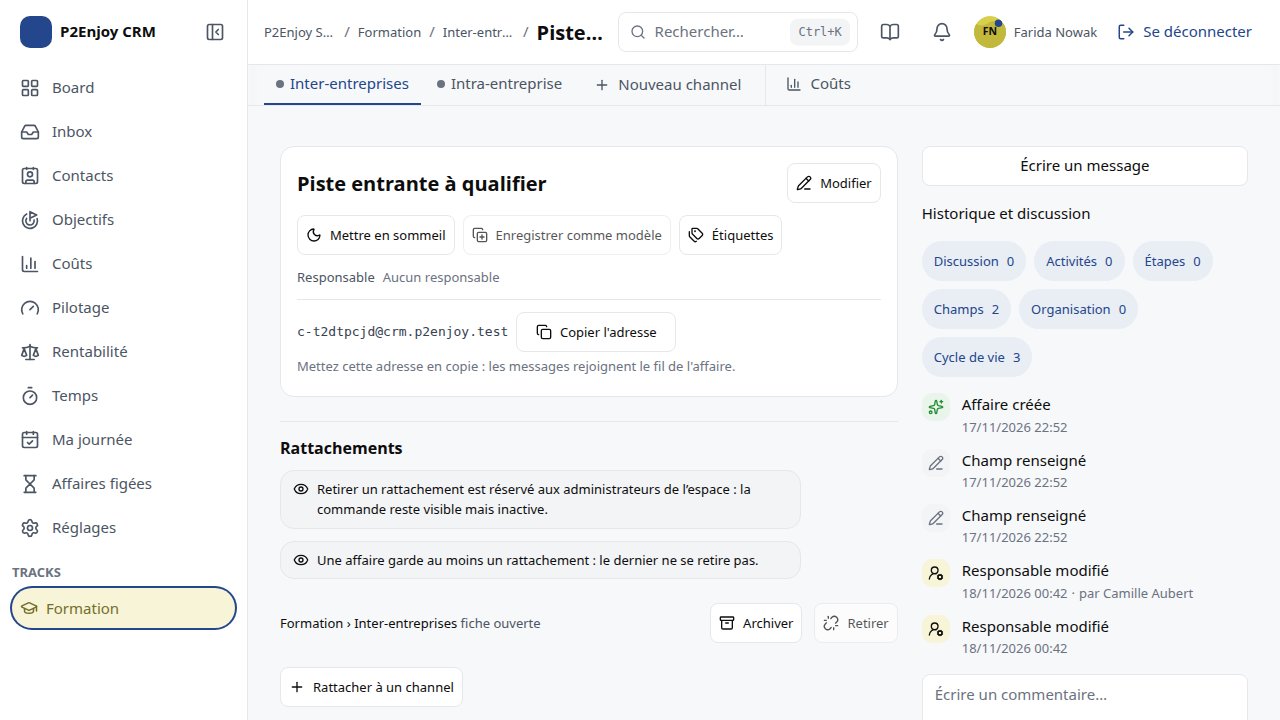 P2Enjoy CRM
Board
Inbox
Contacts
Objectifs
Coûts
Pilotage
Rentabilité
Temps
Ma journée
Affaires figées
Réglages
TRACKS
Formation
P2Enjoy S... / Formation / Inter-entr... / Piste...
Rechercher... Ctrl+K
FN Farida Nowak
Se déconnecter
Inter-entreprises
Intra-entreprise
Nouveau channel
Coûts
Piste entrante à qualifier
Modifier
Mettre en sommeil
Enregistrer comme modèle
Étiquettes
Responsable Aucun responsable
c-t2dtpcjd@crm.p2enjoy.test
Copier l'adresse
Mettez cette adresse en copie : les messages rejoignent le fil de l'affaire.
Rattachements
Retirer un rattachement est réservé aux administrateurs de l'espace : la
commande reste visible mais inactive.
Une affaire garde au moins un rattachement : le dernier ne se retire pas.
Formation › Inter-entreprises fiche ouverte
Archiver
Retirer
Rattacher à un channel
Écrire un message
Historique et discussion
Discussion 0
Activités 0
Étapes 0
Champs 2
Organisation 0
Cycle de vie 3
Affaire créée
17/11/2026 22:52
Champ renseigné
17/11/2026 22:52
Champ renseigné
17/11/2026 22:52
Responsable modifié
18/11/2026 00:42 · par Camille Aubert
Responsable modifié
18/11/2026 00:42
Écrire un commentaire...